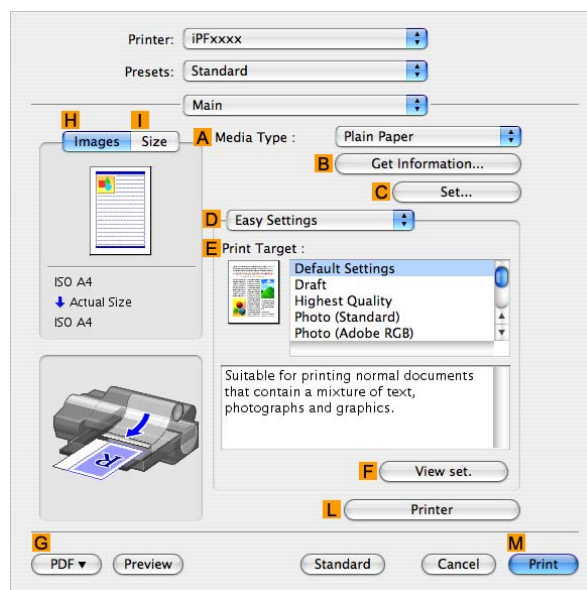 Printer: iPFxxxx
Presets: Standard
Main
H I
Images Size
A Media Type : Plain Paper
B Get Information...
C Set...
D Easy Settings
E Print Target :
Default Settings
Draft
Highest Quality
Photo (Standard)
Photo (Adobe RGB)
ISO A4
Actual Size
ISO A4
Suitable for printing normal documents
that contain a mixture of text,
photographs and graphics.
R
F View set.
L Printer
G M
PDF Preview Standard Cancel Print